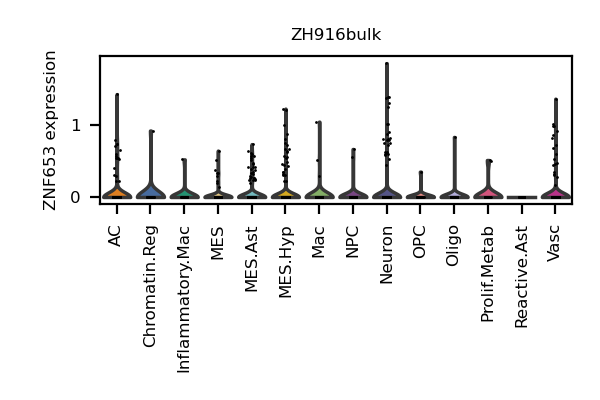 ZH916bulk
ZNF653 expression
1
0
AC
Chromatin.Reg
Inflammatory.Mac
MES
MES.Ast
MES.Hyp
Mac
NPC
Neuron
OPC
Oligo
Prolif.Metab
Reactive.Ast
Vasc